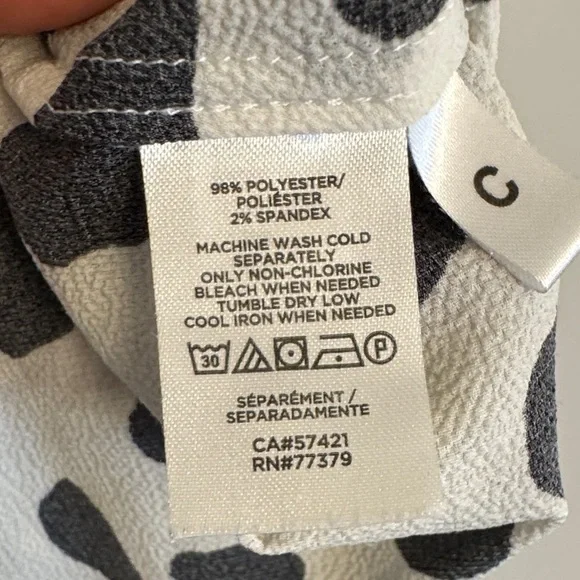 98% POLYESTER/
POLIÉSTER
2% SPANDEX
MACHINE WASH COLD
SEPARATELY
ONLY NON-CHLORINE
BLEACH WHEN NEEDED
TUMBLE DRY LOW
COOL IRON WHEN NEEDED
30 P
SÉPARÉMENT /
SEPARADAMENTE
CA#57421
RN#77379
C